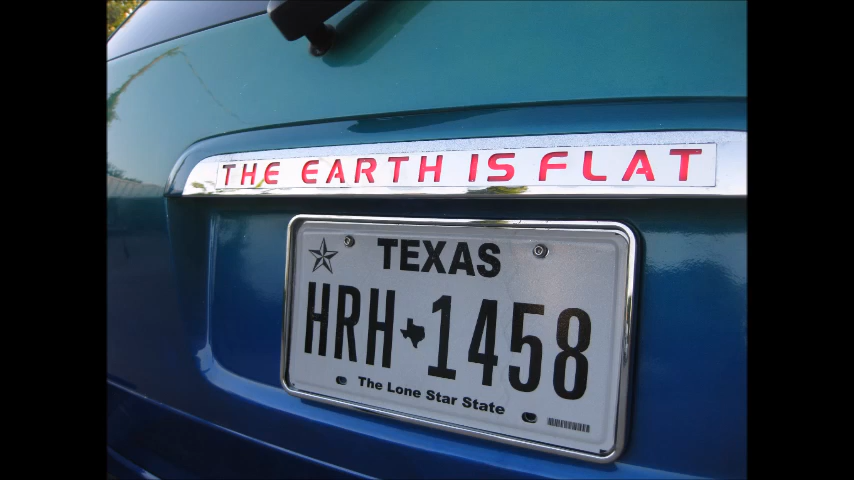 THE EARTH IS FLAT
TEXAS
HRH 1458
The Lone Star State